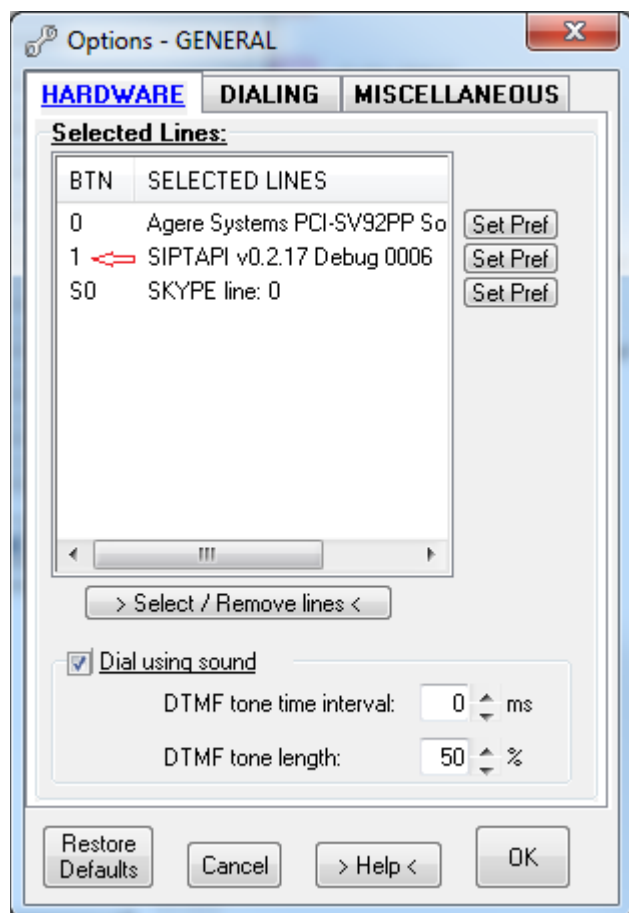 Options - GENERAL
HARDWARE DIALING MISCELLANEOUS
Selected Lines:
BTN SELECTED LINES
0 Agere Systems PCI-SV92PP So Set Pref
1 SIPTAPI v0.2.17 Debug 0006 Set Pref
S0 SKYPE line: 0 Set Pref
> Select / Remove lines <
Dial using sound
DTMF tone time interval: 0 ms
DTMF tone length: 50 %
Restore
Defaults Cancel > Help < OK